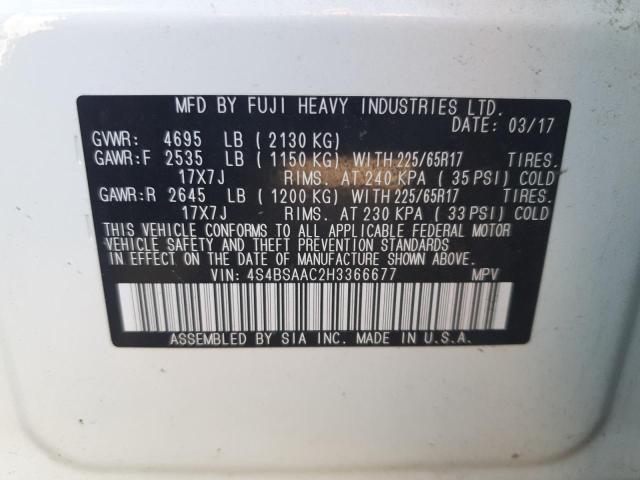 MFD BY FUJI HEAVY INDUSTRIES LTD.
DATE: 03/17
GVWR: 4695 LB ( 2130 KG)
GAWR:F 2535 LB ( 1150 KG) WITH 225/65R17 TIRES.
17X7J RIMS. AT 240 KPA ( 35 PSI) COLD
GAWR:R 2645 LB ( 1200 KG) WITH 225/65R17 TIRES.
17X7J RIMS. AT 230 KPA ( 33 PSI) COLD
THIS VEHICLE CONFORMS TO ALL APPLICABLE FEDERAL MOTOR
VEHICLE SAFETY AND THEFT PREVENTION STANDARDS
IN EFFECT ON THE DATE OF MANUFACTURE SHOWN ABOVE.
VIN: 4S4BSAAC2H3366677 MPV
ASSEMBLED BY SIA INC. MADE IN U.S.A.